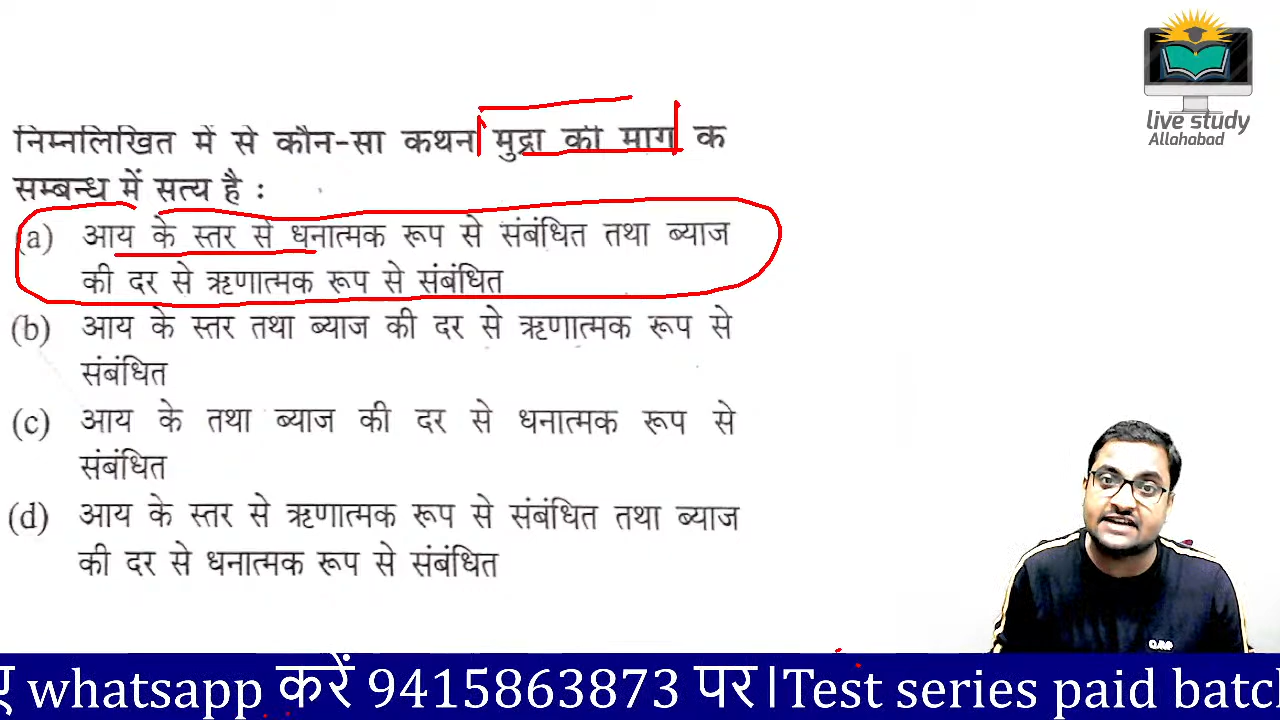 live study
Allahabad
निम्नलिखित में से कौन-सा कथन मुद्रा की माग क
सम्बन्ध में सत्य है :
(a) आय के स्तर से धनात्मक रूप से संबंधित तथा ब्याज
की दर से ऋणात्मक रूप से संबंधित
(b) आय के स्तर तथा ब्याज की दर से ऋणात्मक रूप से
संबंधित
(c) आय के तथा ब्याज की दर से धनात्मक रूप से
संबंधित
(d) आय के स्तर से ऋणात्मक रूप से संबंधित तथा ब्याज
की दर से धनात्मक रूप से संबंधित
ए whatsapp करें 9415863873 पर।Test series paid batc